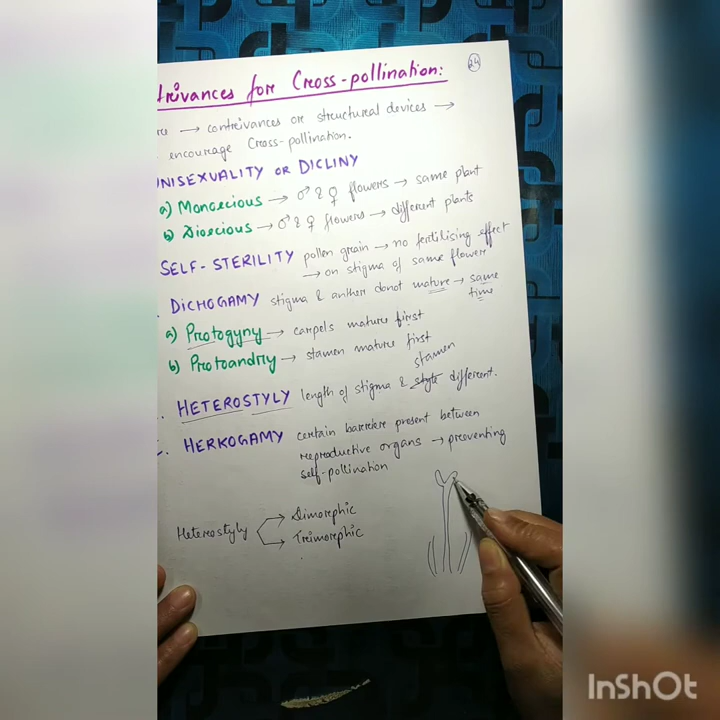 trivances for Cross-pollination:
24
→ contrivances or structural devices →
encourage Cross-pollination.
NISEXUALITY OR DICLINY
a) Monoecious → ♂ & ♀ flowers → same plant
b) Dioecious → ♂ & ♀ flowers → different plants
SELF-STERILITY pollen grain → no fertilising effect
→ on stigma of same flower
DICHOGAMY stigma & anther donot mature → same
time
a) Protogyny → carpels mature first
b) Protoandry → stamen mature first
stamen
HETEROSTYLY length of stigma & style different.
HERKOGAMY certain barrier present between
reproductive organs → preventing
self-pollination
Heterostyly
Dimorphic
Trimorphic
InShOt